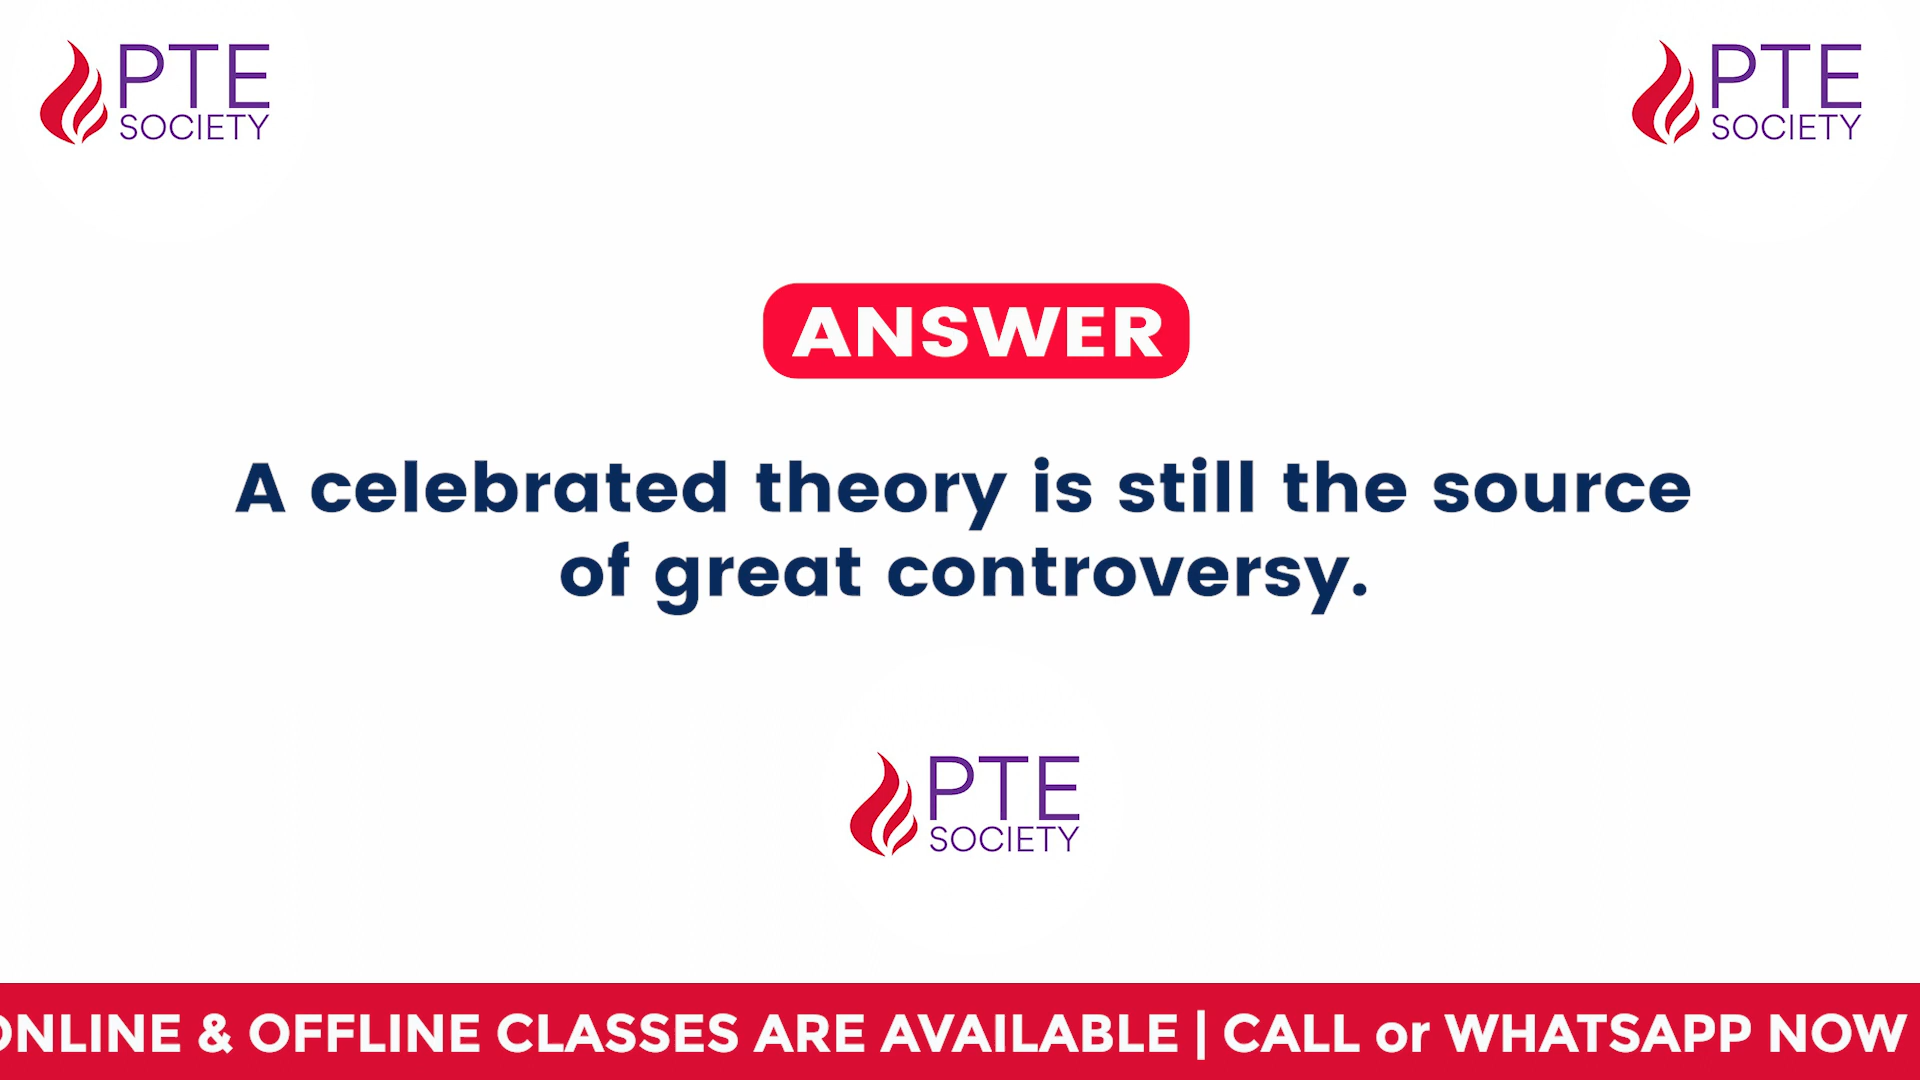 PTE
SOCIETY
PTE
SOCIETY
ANSWER
A celebrated theory is still the source
of great controversy.
PTE
SOCIETY
ONLINE & OFFLINE CLASSES ARE AVAILABLE | CALL or WHATSAPP NOW